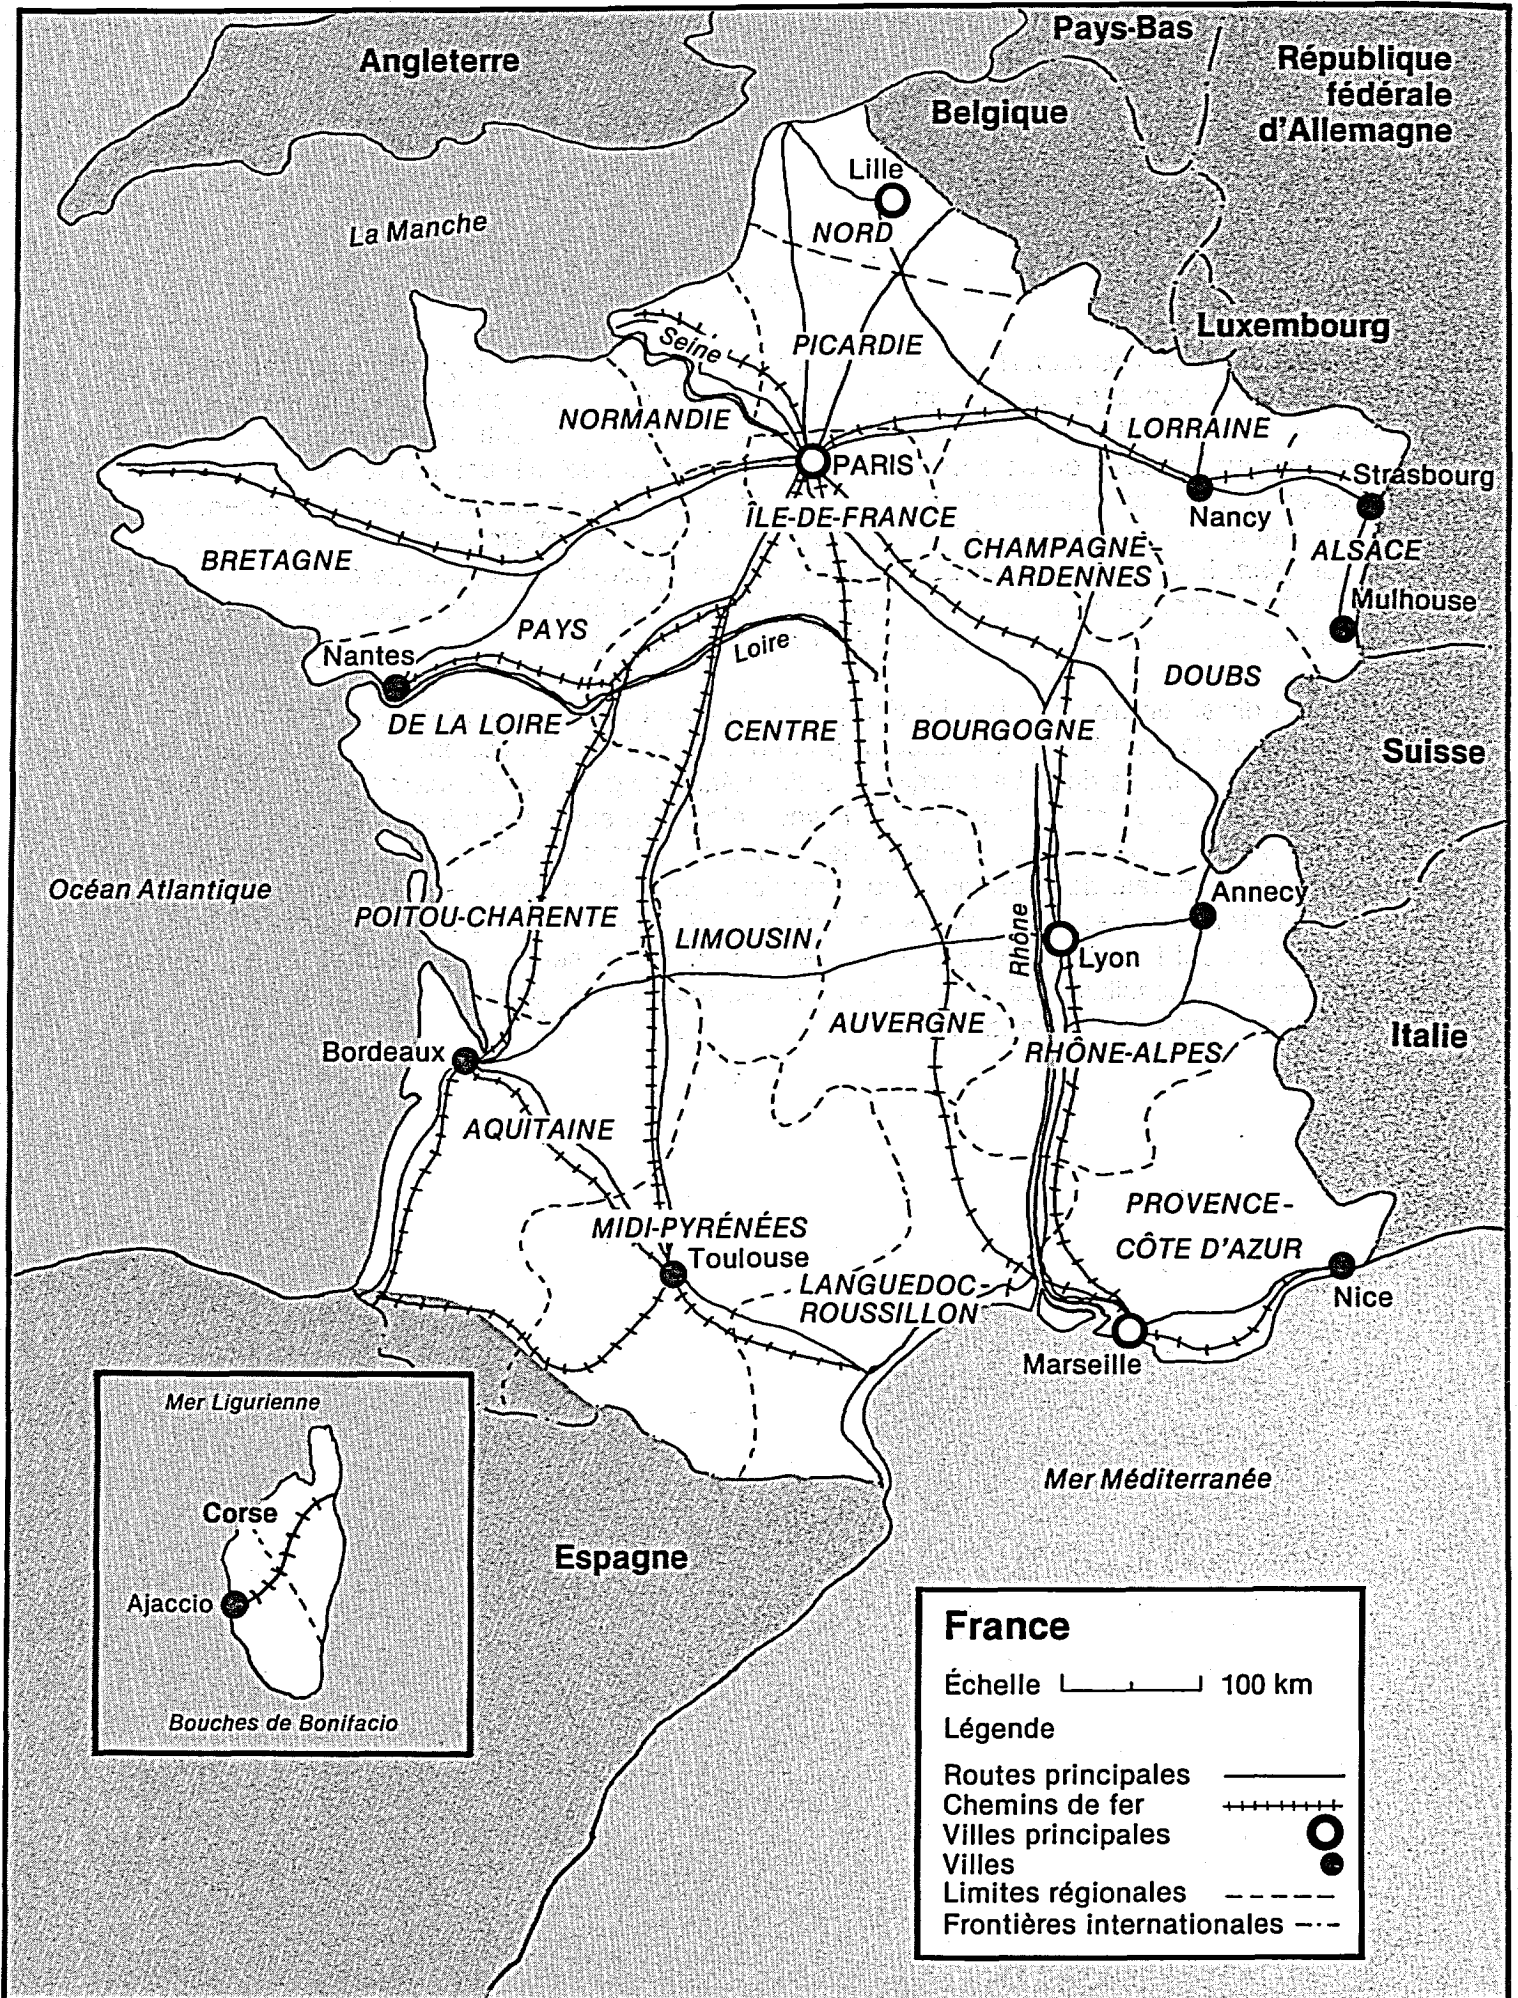 Pays-Bas
Angleterre
République
fédérale
d'Allemagne
Belgique
Lille
La Manche
NORD
Luxembourg
Seine
PICARDIE
NORMANDIE
LORRAINE
PARIS
Strasbourg
Nancy
ÎLE-DE-FRANCE
BRETAGNE
CHAMPAGNE-
ARDENNES
ALSACE
Mulhouse
PAYS
Loire
Nantes
DOUBS
DE LA LOIRE
CENTRE
BOURGOGNE
Suisse
Océan Atlantique
Annecy
POITOU-CHARENTE
LIMOUSIN
Rhône
Lyon
AUVERGNE
Italie
Bordeaux
RHÔNE-ALPES
AQUITAINE
PROVENCE-
CÔTE D'AZUR
MIDI-PYRÉNÉES
Toulouse
LANGUEDOC-
ROUSSILLON
Nice
Marseille
Mer Ligurienne
Corse
Ajaccio
Bouches de Bonifacio
Mer Méditerranée
Espagne
France
Échelle 100 km
Légende
Routes principales
Chemins de fer
Villes principales
Villes
Limites régionales
Frontières internationales